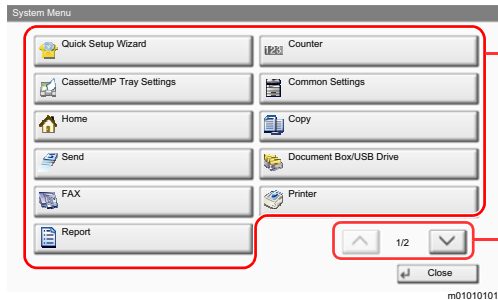 System Menu
Quick Setup Wizard
123 Counter
Cassette/MP Tray Settings
Common Settings
Home
Copy
Send
Document Box/USB Drive
FAX
Printer
Report
1/2
Close
m01010101